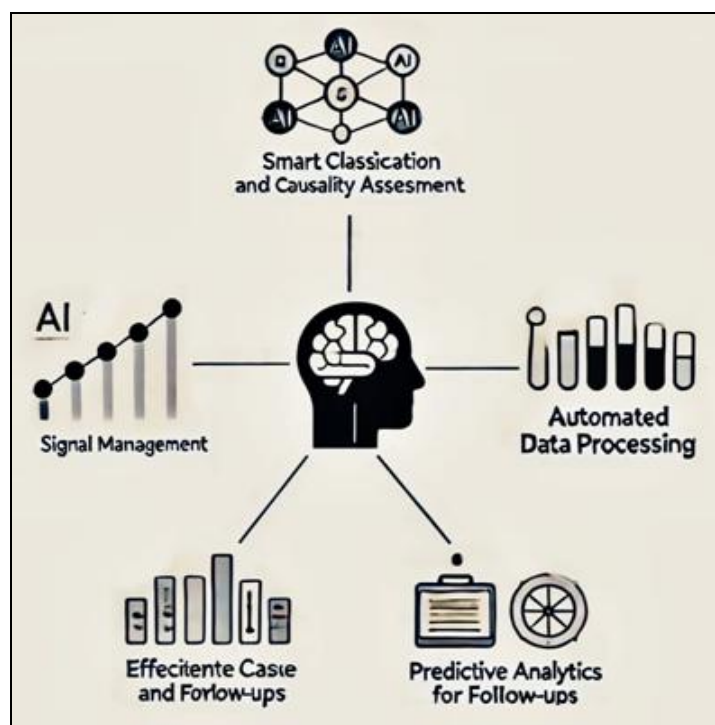 AI
AI
AI
AI
Smart Classication
and Causality Assesment
AI
Signal Management
Automated
Data Processing
Effecitente Casıe
and Forlow-ups
Predictive Analytics
for Follow-ups